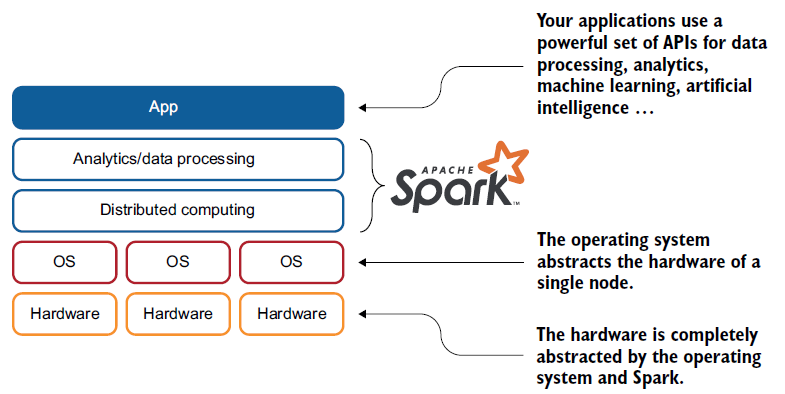 Your applications use a
powerful set of APIs for data
processing, analytics,
machine learning, artificial
intelligence …
App
Analytics/data processing
Distributed computing
APACHE
Spark™
OS OS OS
The operating system
abstracts the hardware of a
single node.
Hardware Hardware Hardware
The hardware is completely
abstracted by the operating
system and Spark.